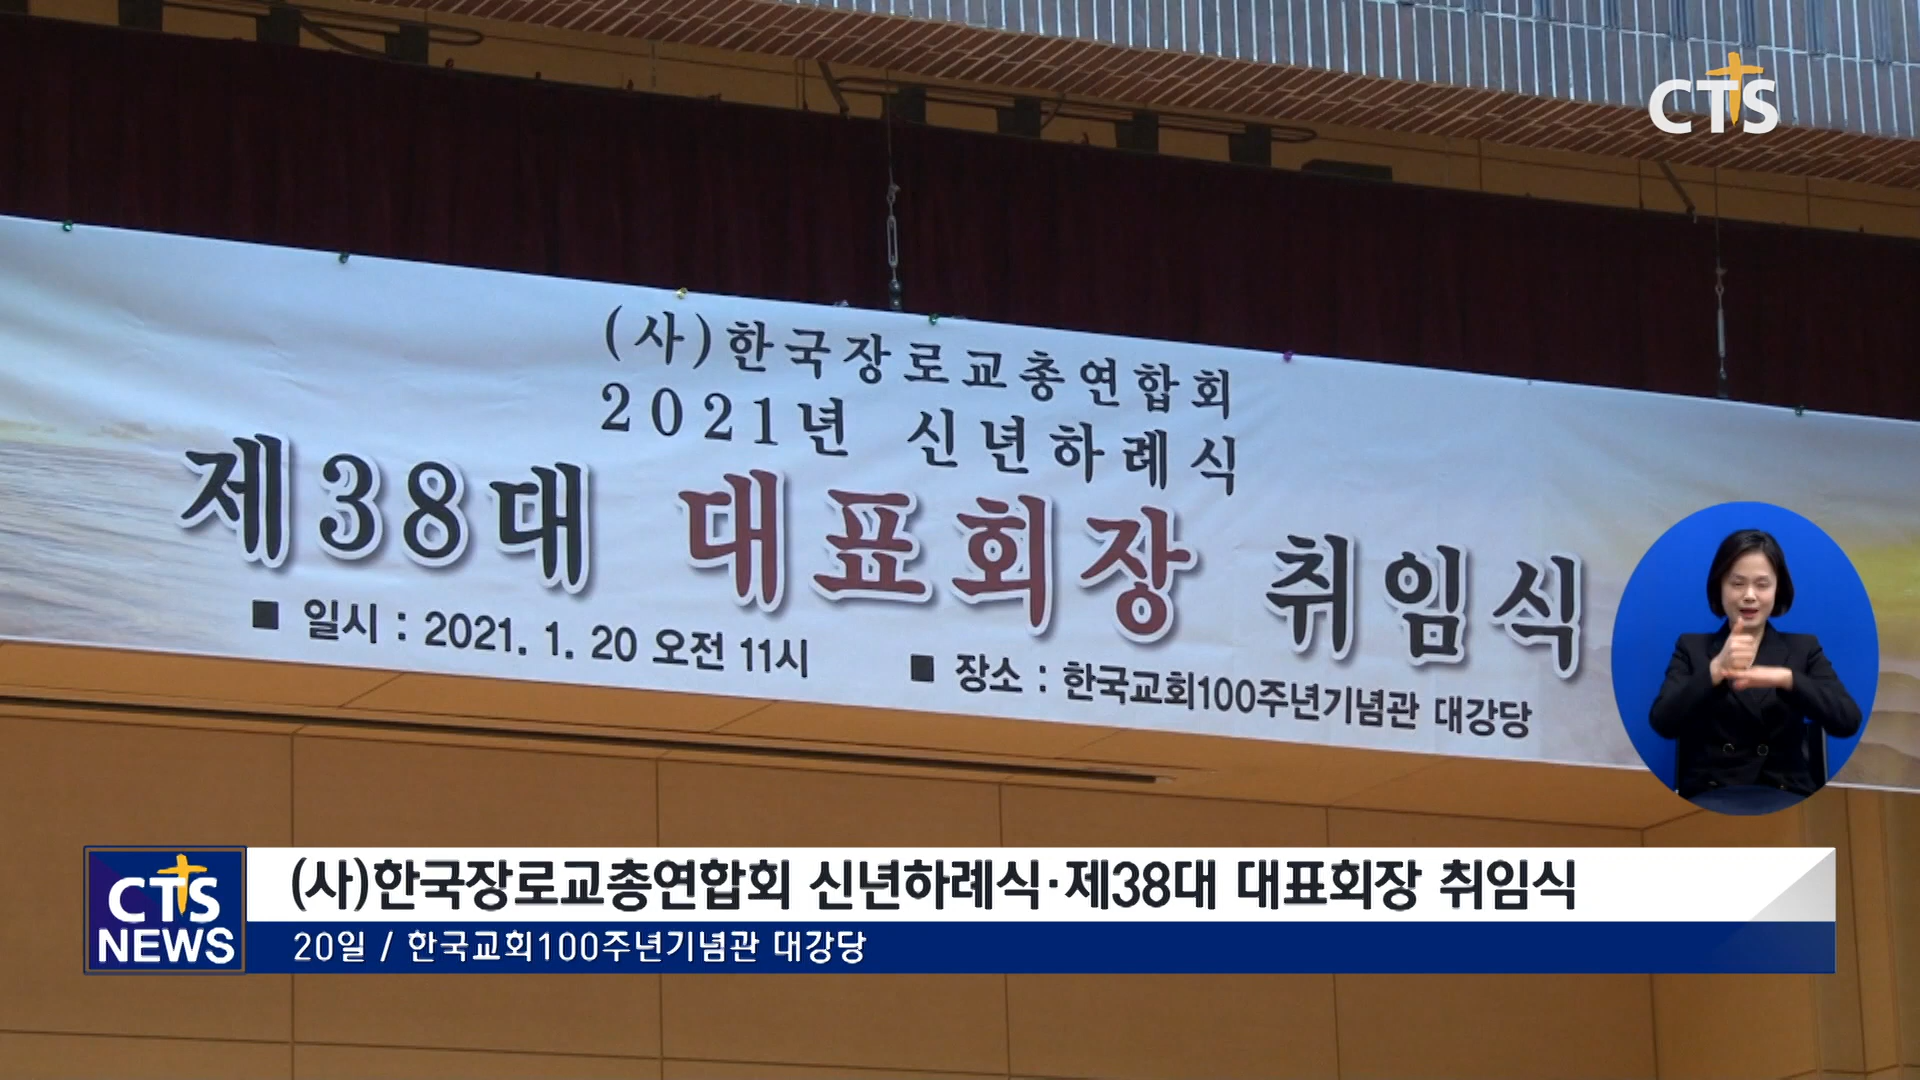 CTS
(사)한국장로교총연합회
2021년 신년하례식
제38대 대표회장 취임식
■ 일시 : 2021. 1. 20 오전 11시
■ 장소 : 한국교회100주년기념관 대강당
CTS
NEWS
(사)한국장로교총연합회 신년하례식·제38대 대표회장 취임식
20일 / 한국교회100주년기념관 대강당